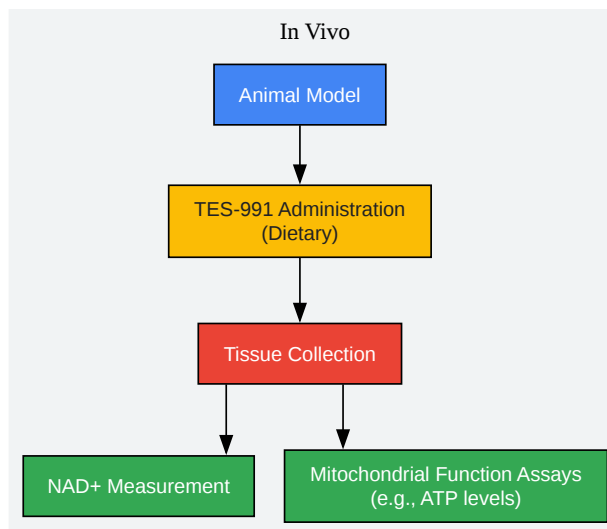 In Vivo
Animal Model
TES-991 Administration
(Dietary)
Tissue Collection
NAD+ Measurement
Mitochondrial Function Assays
(e.g., ATP levels)